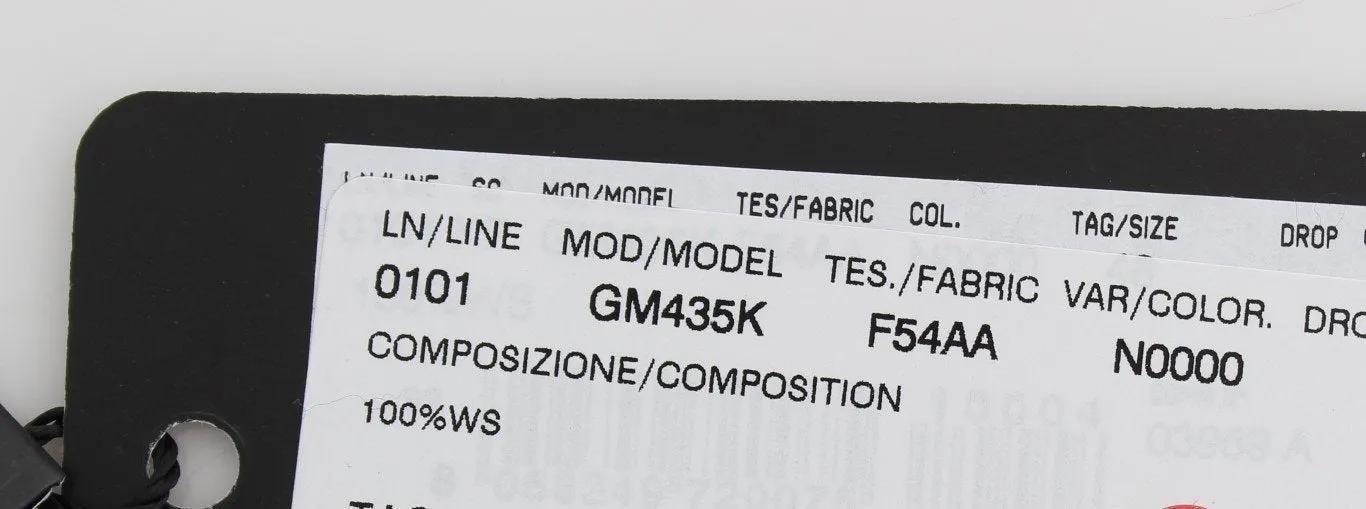 LN/LINE MOD/MODEL TES/FABRIC COL. TAG/SIZE DROP
LN/LINE MOD/MODEL TES./FABRIC VAR/COLOR. DRO
0101 GM435K F54AA N0000
COMPOSIZIONE/COMPOSITION
100%WS